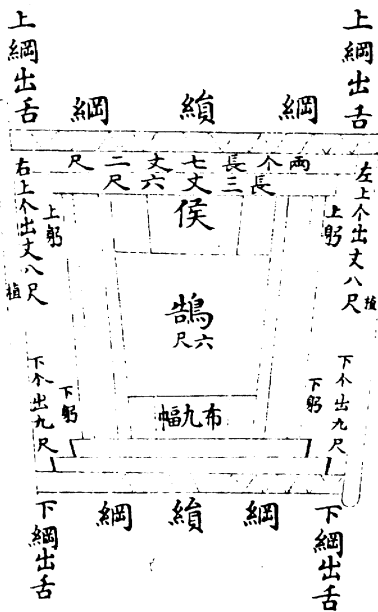 上綱出舌
綱縜綱
上綱出舌
兩个長七丈二尺
長三丈六尺
左上个出丈八尺
植
上躬
侯
上躬
右上个出丈八尺
植
鵠
六尺
下个出九尺
下躬
布九幅
下躬
下个出九尺
下綱出舌
綱縜綱
下綱出舌